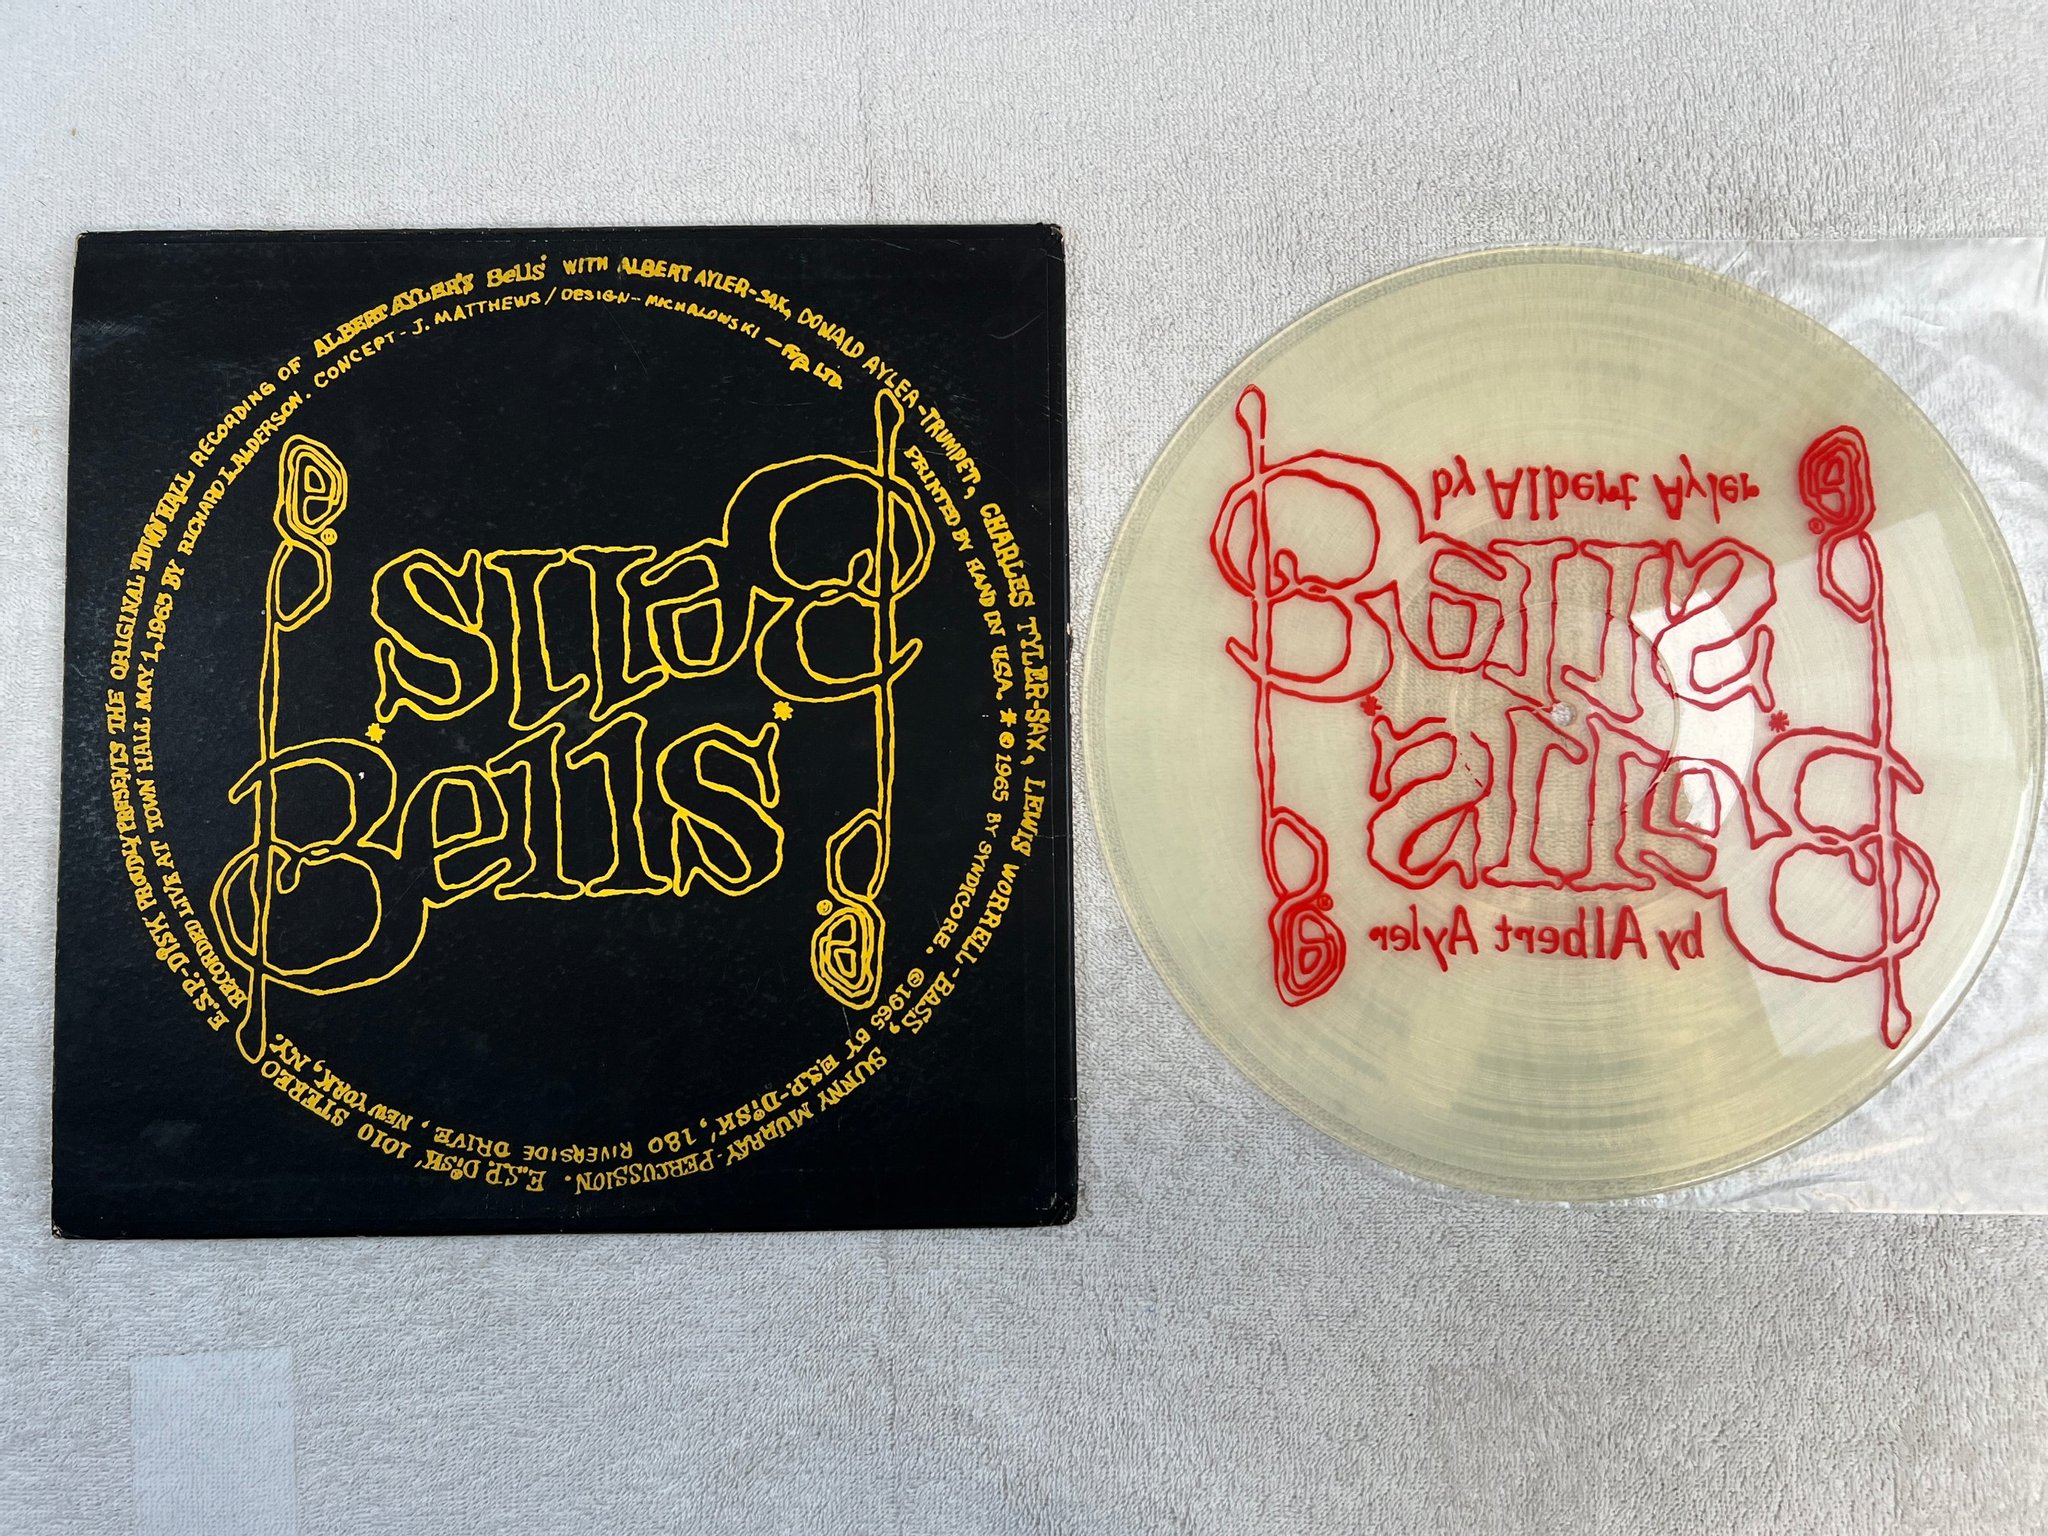 E.S.P.-DiSK' PROUDLY PRESENTS THE ORIGINAL TOWN HALL RECORDING OF ALBERT AYLER'S Bells' WITH ALBERT AYLER-SAX, DONALD AYLER-TRUMPET, CHARLES TYLER-SAX, LEWIS WORRELL-BASS, SUNNY MURRAY-PERCUSSION. E.S.P. DiSK' 1010 STEREO
RECORDED LIVE AT TOWN HALL MAY 1, 1965 BY RICHARD L. ALDERSON. CONCEPT-J. MATTHEWS / DESIGN-MICHALOWSKI - LTD.
PRINTED BY HAND IN U.S.A. * © 1965 BY SYNDICORE. © 1965 BY E.S.P.-DiSK', 180 RIVERSIDE DRIVE, NEW YORK, N.Y.
e®
Bells*
Bells*
e®
by Albert Ayler
e®
Bells*
Bells*
e®
by Albert Ayler